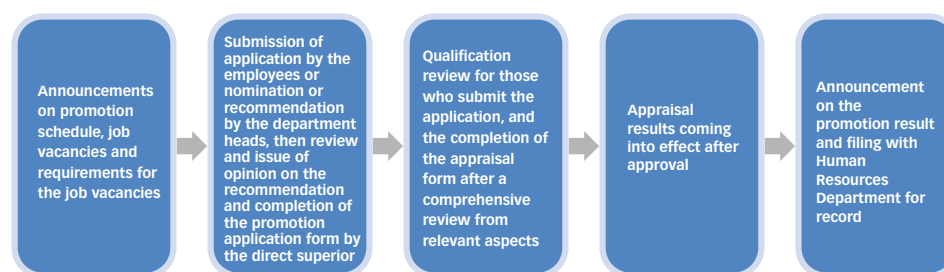 Announcements
on promotion
schedule, job
vacancies and
requirements for
the job vacancies
Submission of
application by the
employees or
nomination or
recommendation
by the department
heads, then review
and issue of
opinion on the
recommendation
and completion of
the promotion
application form by
the direct superior
Qualification
review for those
who submit the
application, and
the completion of
the appraisal
form after a
comprehensive
review from
relevant aspects
Appraisal
results coming
into effect after
approval
Announcement
on the
promotion result
and filing with
Human
Resources
Department for
record